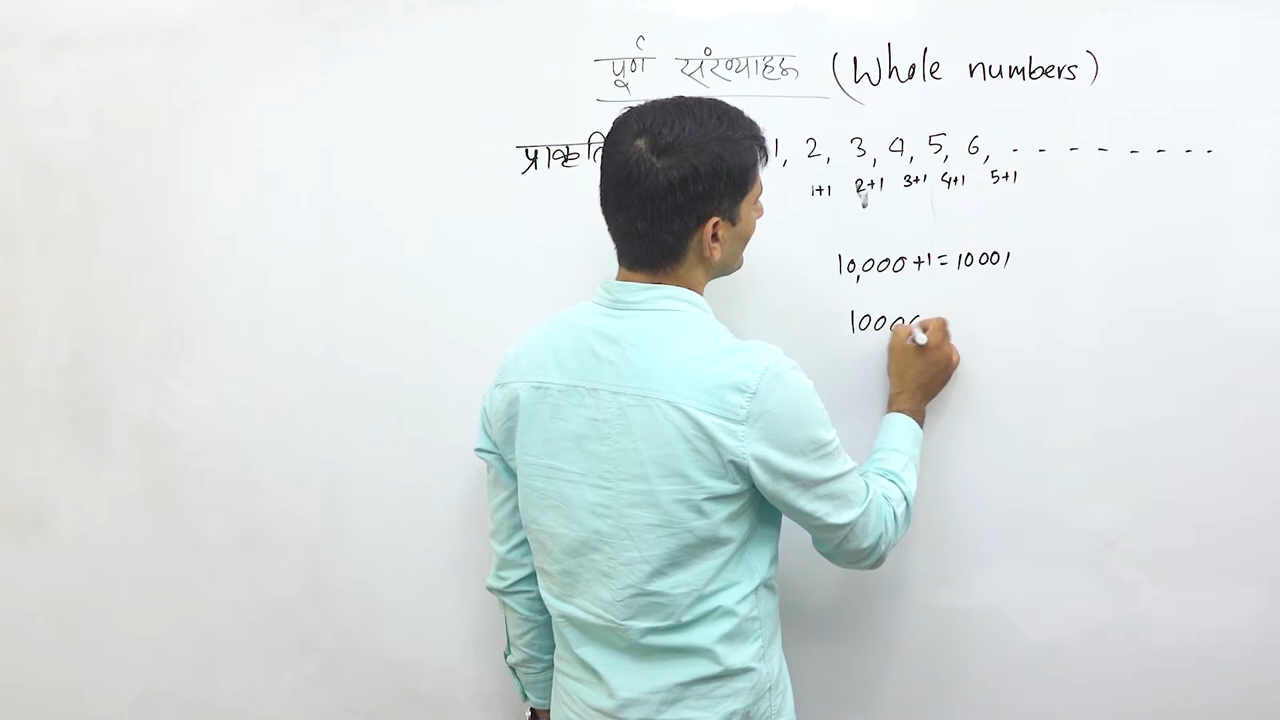 पूर्ण संख्याहरू (Whole numbers)
प्राकृति 1, 2, 3, 4, 5, 6, - - - - - - - -
1+1 2+1 3+1 4+1 5+1
10,000+1=10001
1000